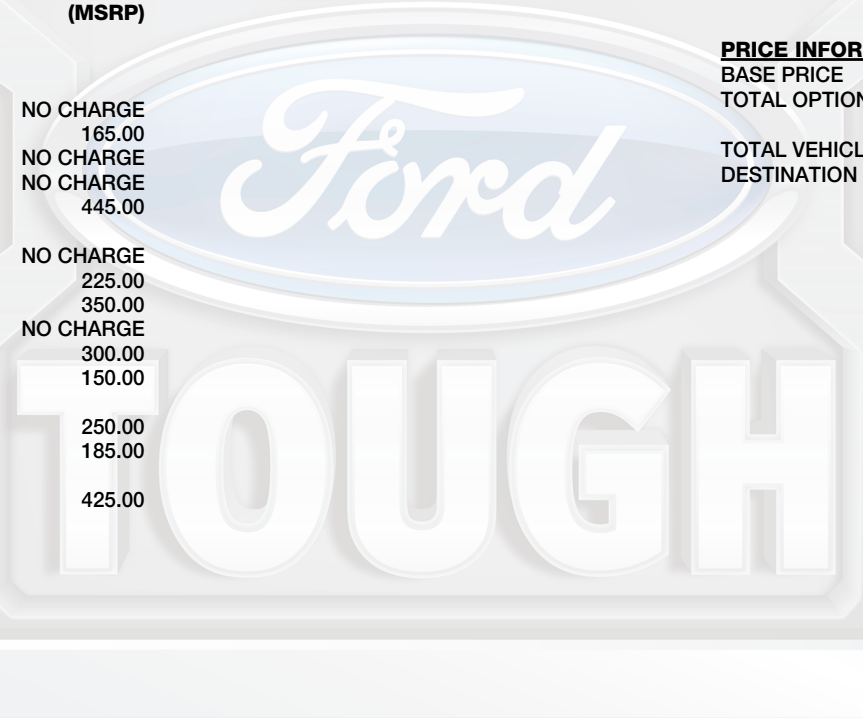 (MSRP)
NO CHARGE
165.00
NO CHARGE
NO CHARGE
445.00
NO CHARGE
225.00
350.00
NO CHARGE
300.00
150.00
250.00
185.00
425.00
PRICE INFOR
BASE PRICE
TOTAL OPTION
TOTAL VEHICL
DESTINATION
Ford
TOUGH